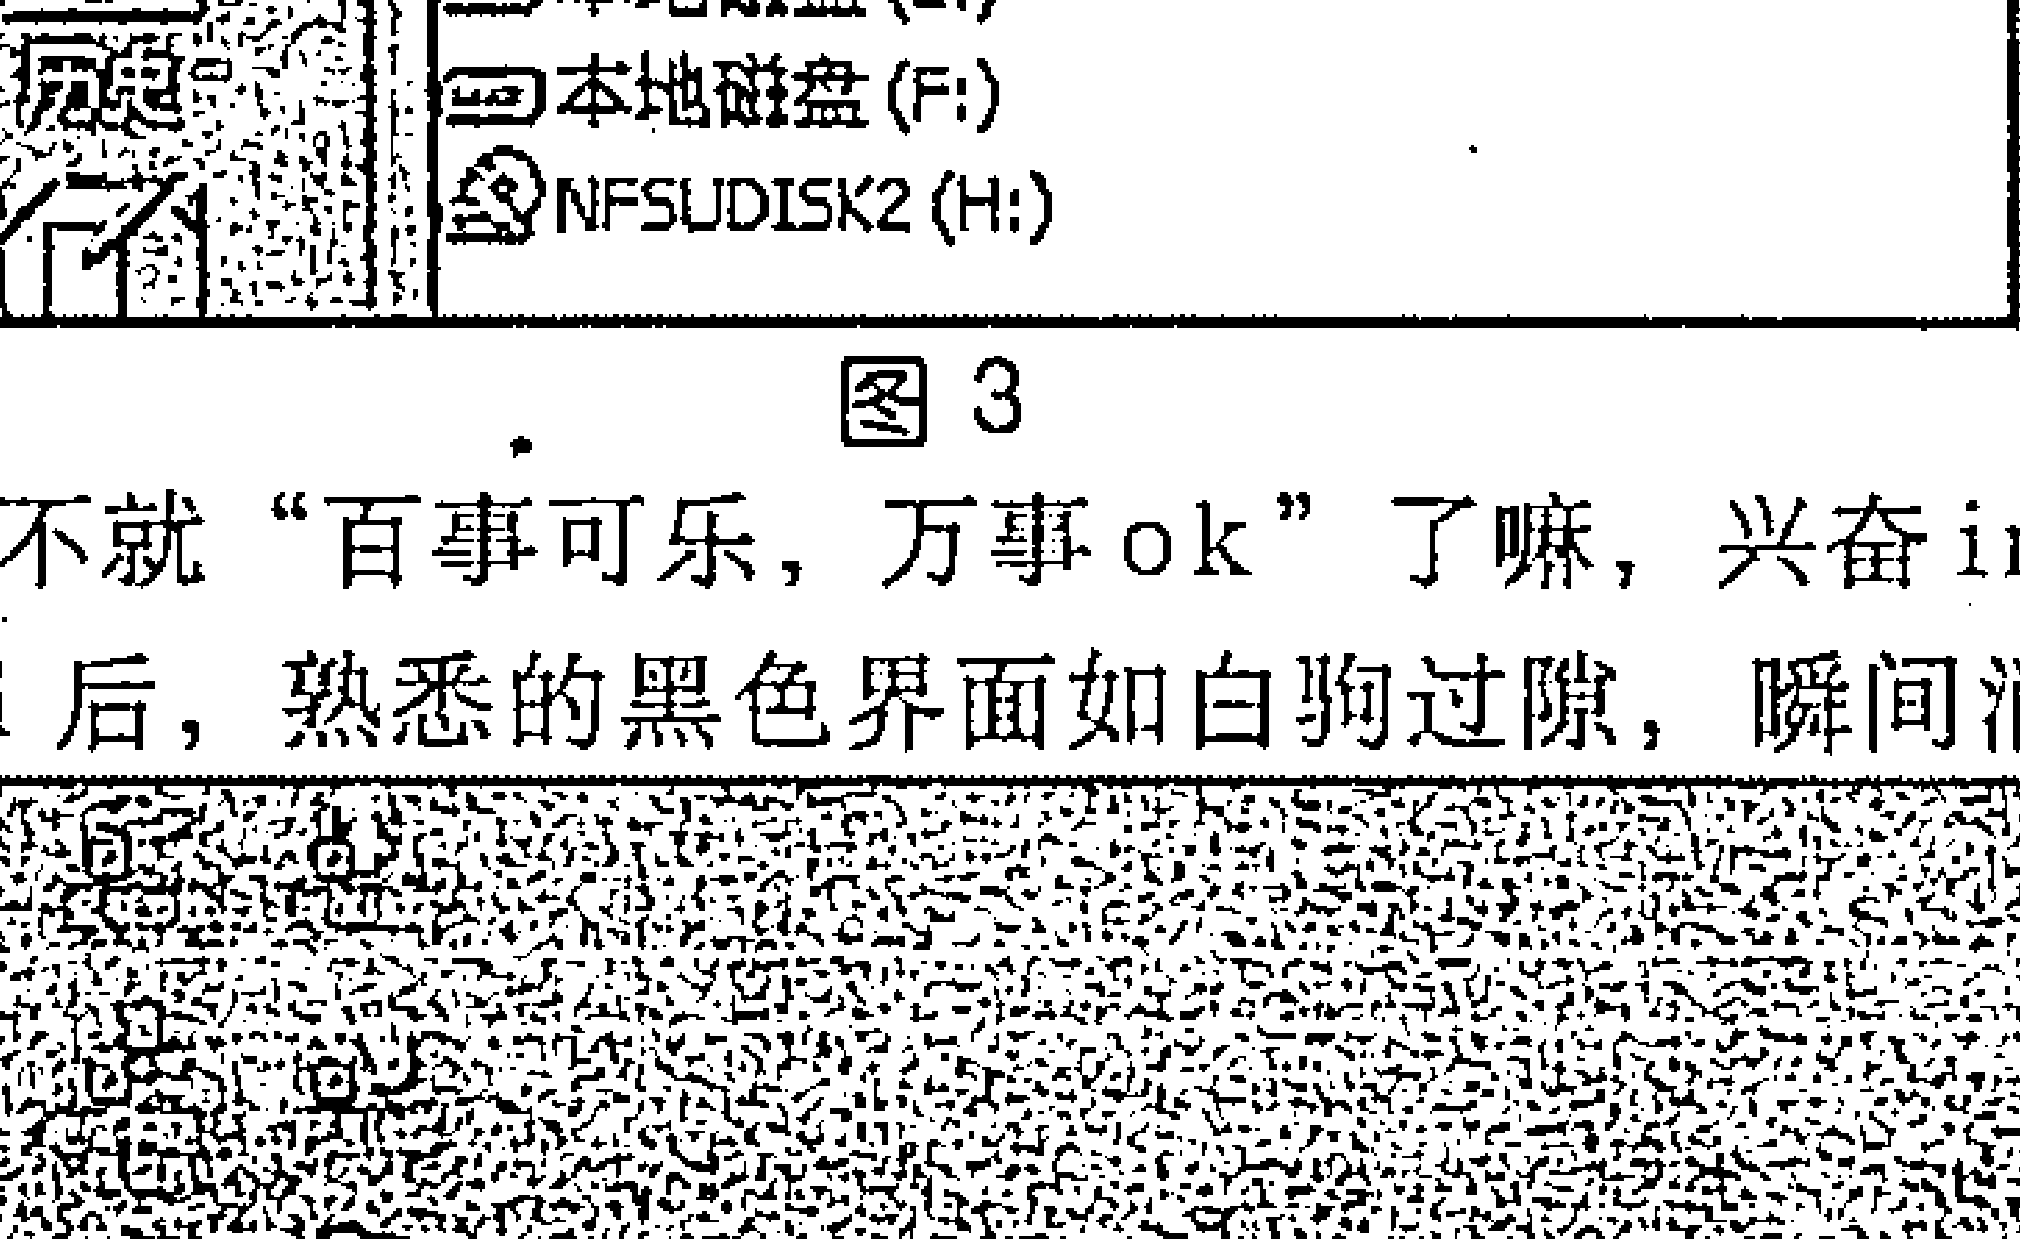 本地磁盘 (F:)
NFSUDISK2 (H:)
图 3
不就 “百事可乐，万事ok” 了嘛，兴奋
后，熟悉的黑色界面如白驹过隙，瞬间